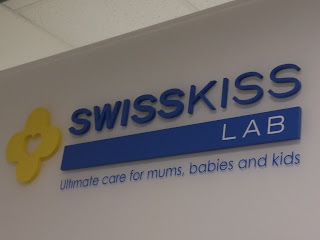 SWISSKISS
LAB
Ultimate care for mums, babies and kids